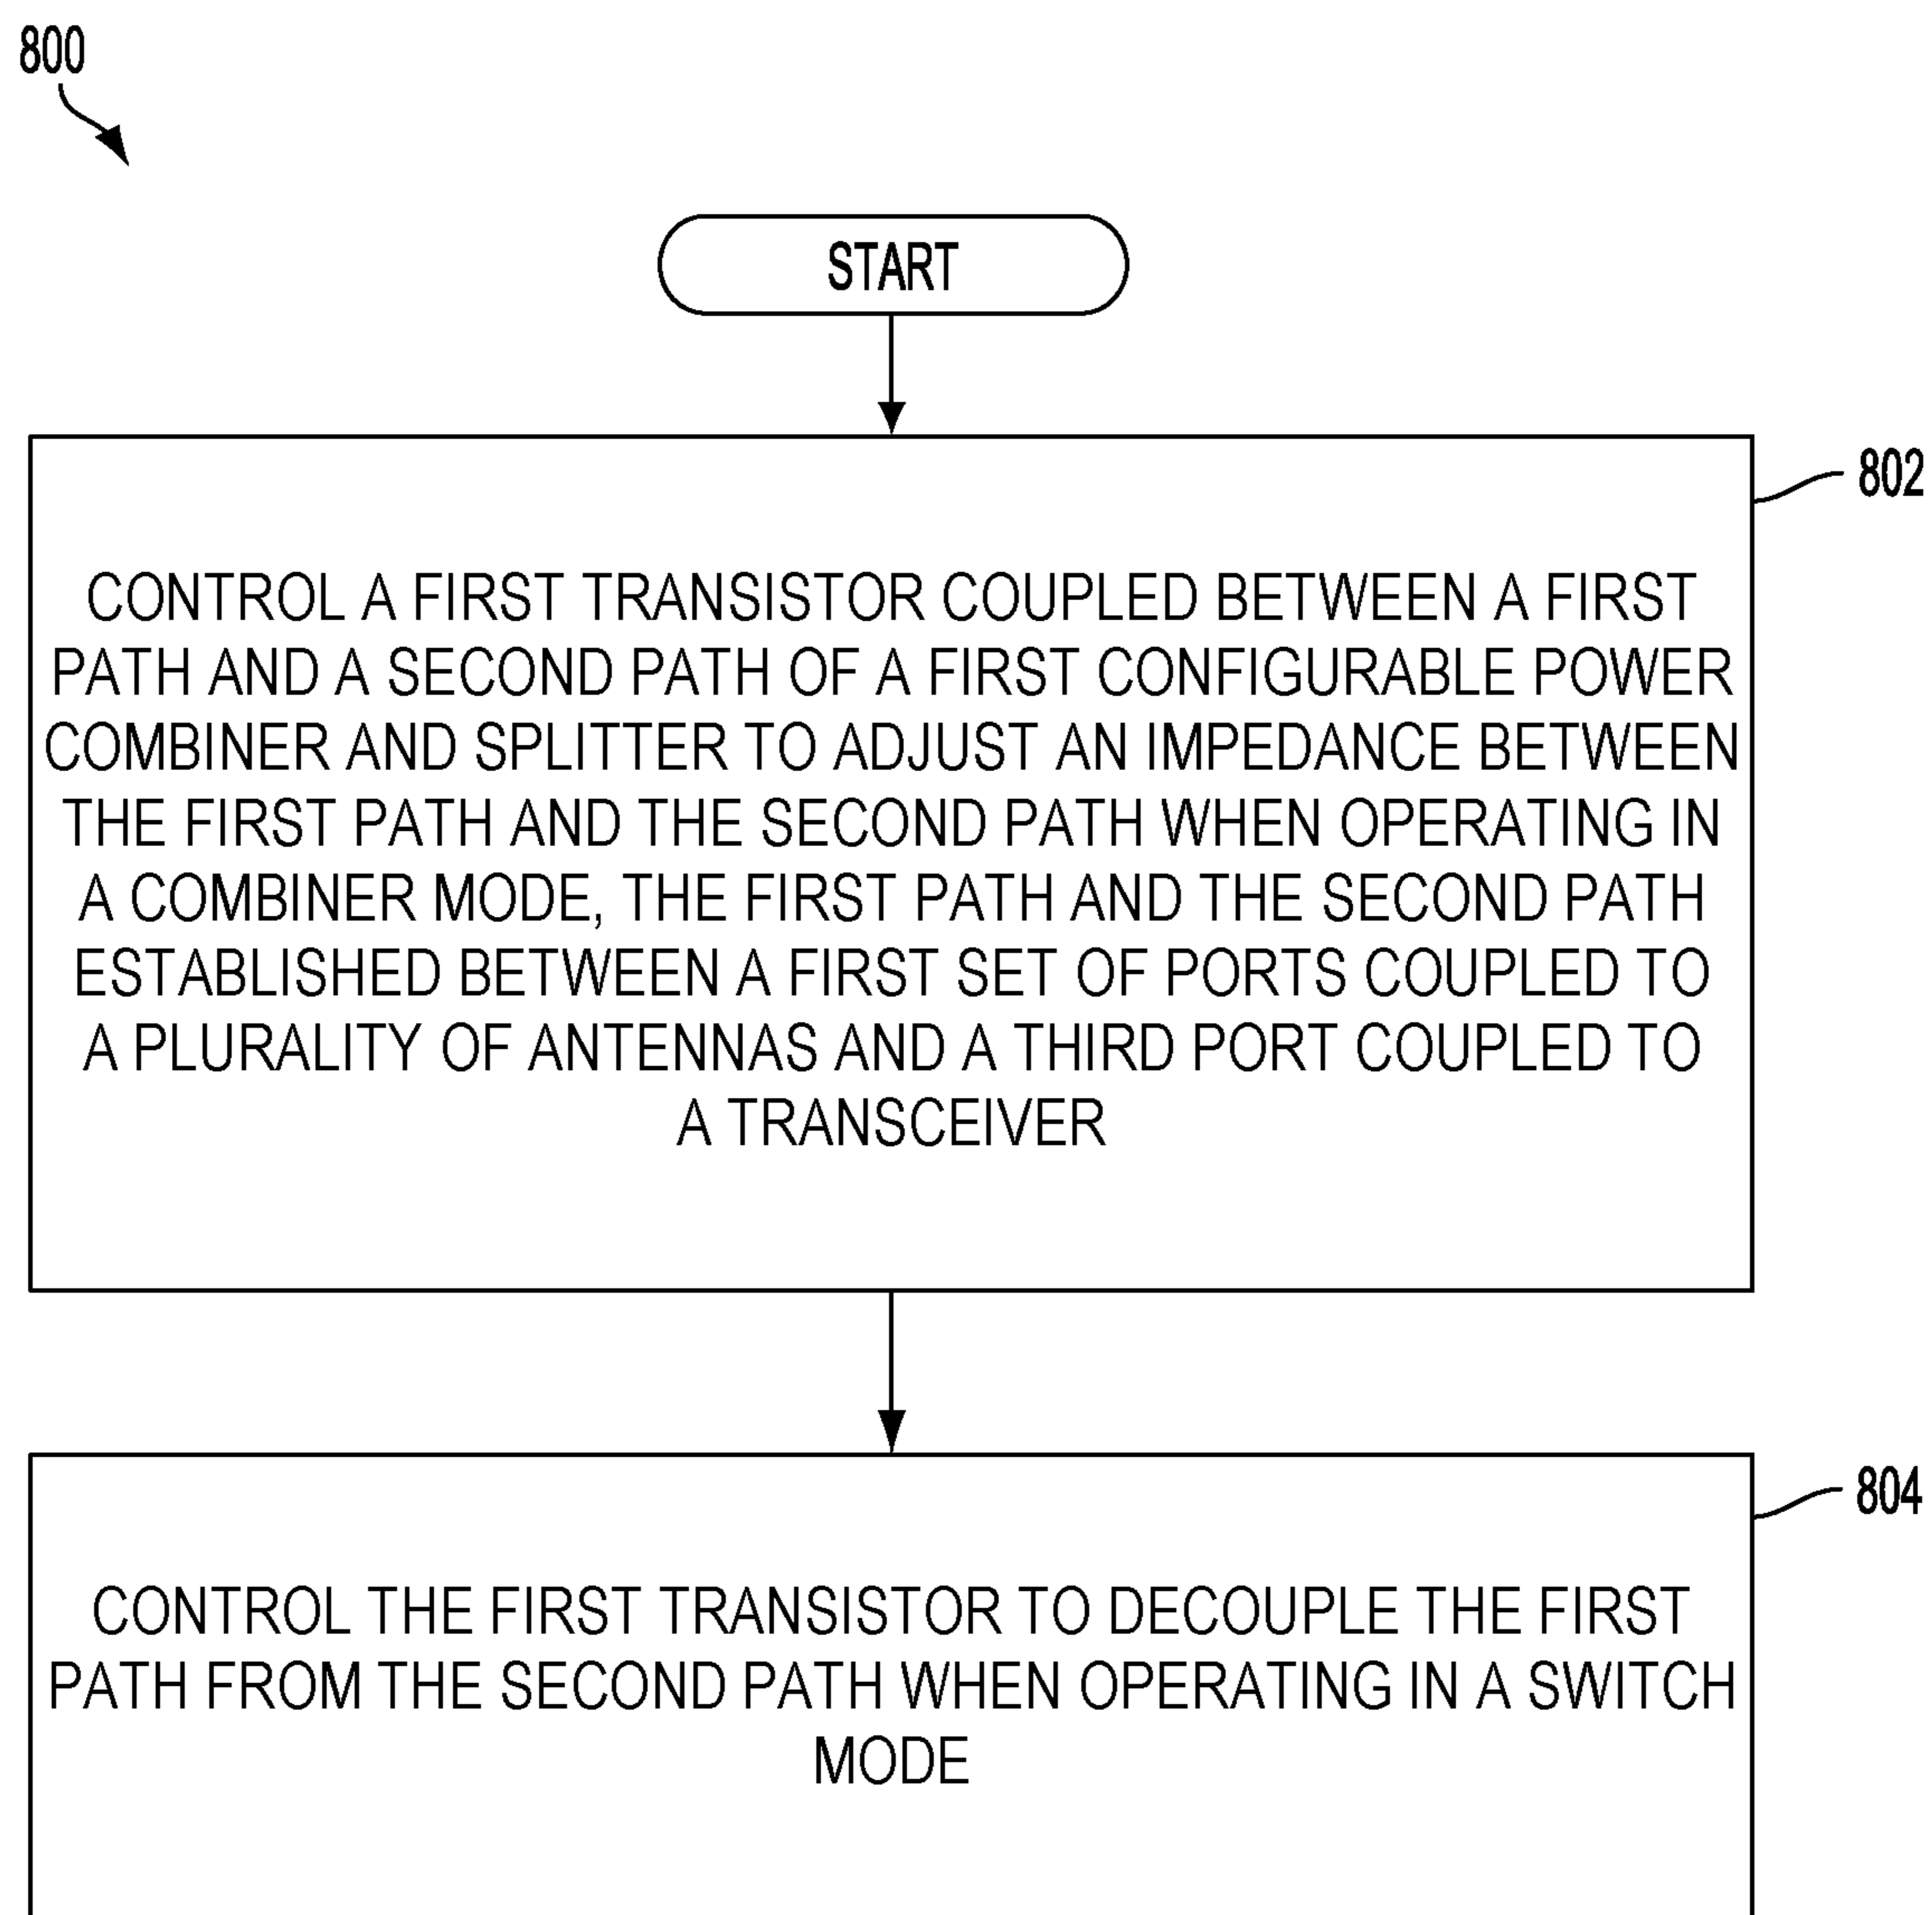 800
START
802
CONTROL A FIRST TRANSISTOR COUPLED BETWEEN A FIRST
PATH AND A SECOND PATH OF A FIRST CONFIGURABLE POWER
COMBINER AND SPLITTER TO ADJUST AN IMPEDANCE BETWEEN
THE FIRST PATH AND THE SECOND PATH WHEN OPERATING IN
A COMBINER MODE, THE FIRST PATH AND THE SECOND PATH
ESTABLISHED BETWEEN A FIRST SET OF PORTS COUPLED TO
A PLURALITY OF ANTENNAS AND A THIRD PORT COUPLED TO
A TRANSCEIVER
804
CONTROL THE FIRST TRANSISTOR TO DECOUPLE THE FIRST
PATH FROM THE SECOND PATH WHEN OPERATING IN A SWITCH
MODE